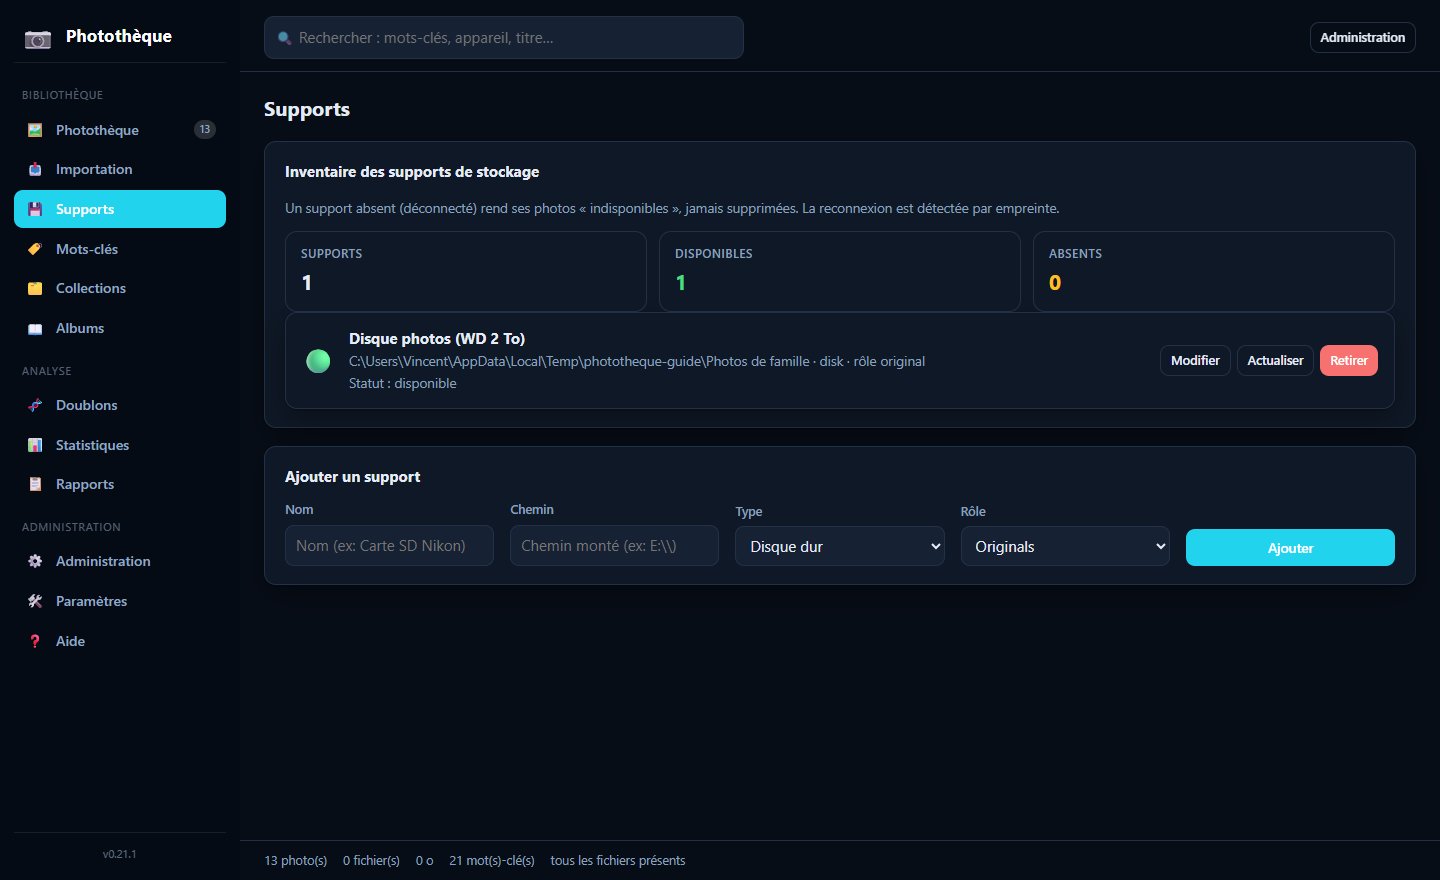 Photothèque
Rechercher : mots-clés, appareil, titre...
Administration
BIBLIOTHÈQUE
Photothèque 13
Importation
Supports
Mots-clés
Collections
Albums
ANALYSE
Doublons
Statistiques
Rapports
ADMINISTRATION
Administration
Paramètres
Aide
v0.21.1
Supports
Inventaire des supports de stockage
Un support absent (déconnecté) rend ses photos « indisponibles », jamais supprimées. La reconnexion est détectée par empreinte.
SUPPORTS
1
DISPONIBLES
1
ABSENTS
0
Disque photos (WD 2 To)
C:\Users\Vincent\AppData\Local\Temp\phototheque-guide\Photos de famille · disk · rôle original
Statut : disponible
Modifier
Actualiser
Retirer
Ajouter un support
Nom
Nom (ex: Carte SD Nikon)
Chemin
Chemin monté (ex: E:\\)
Type
Disque dur
Rôle
Originals
Ajouter
13 photo(s) 0 fichier(s) 0 o 21 mot(s)-clé(s) tous les fichiers présents